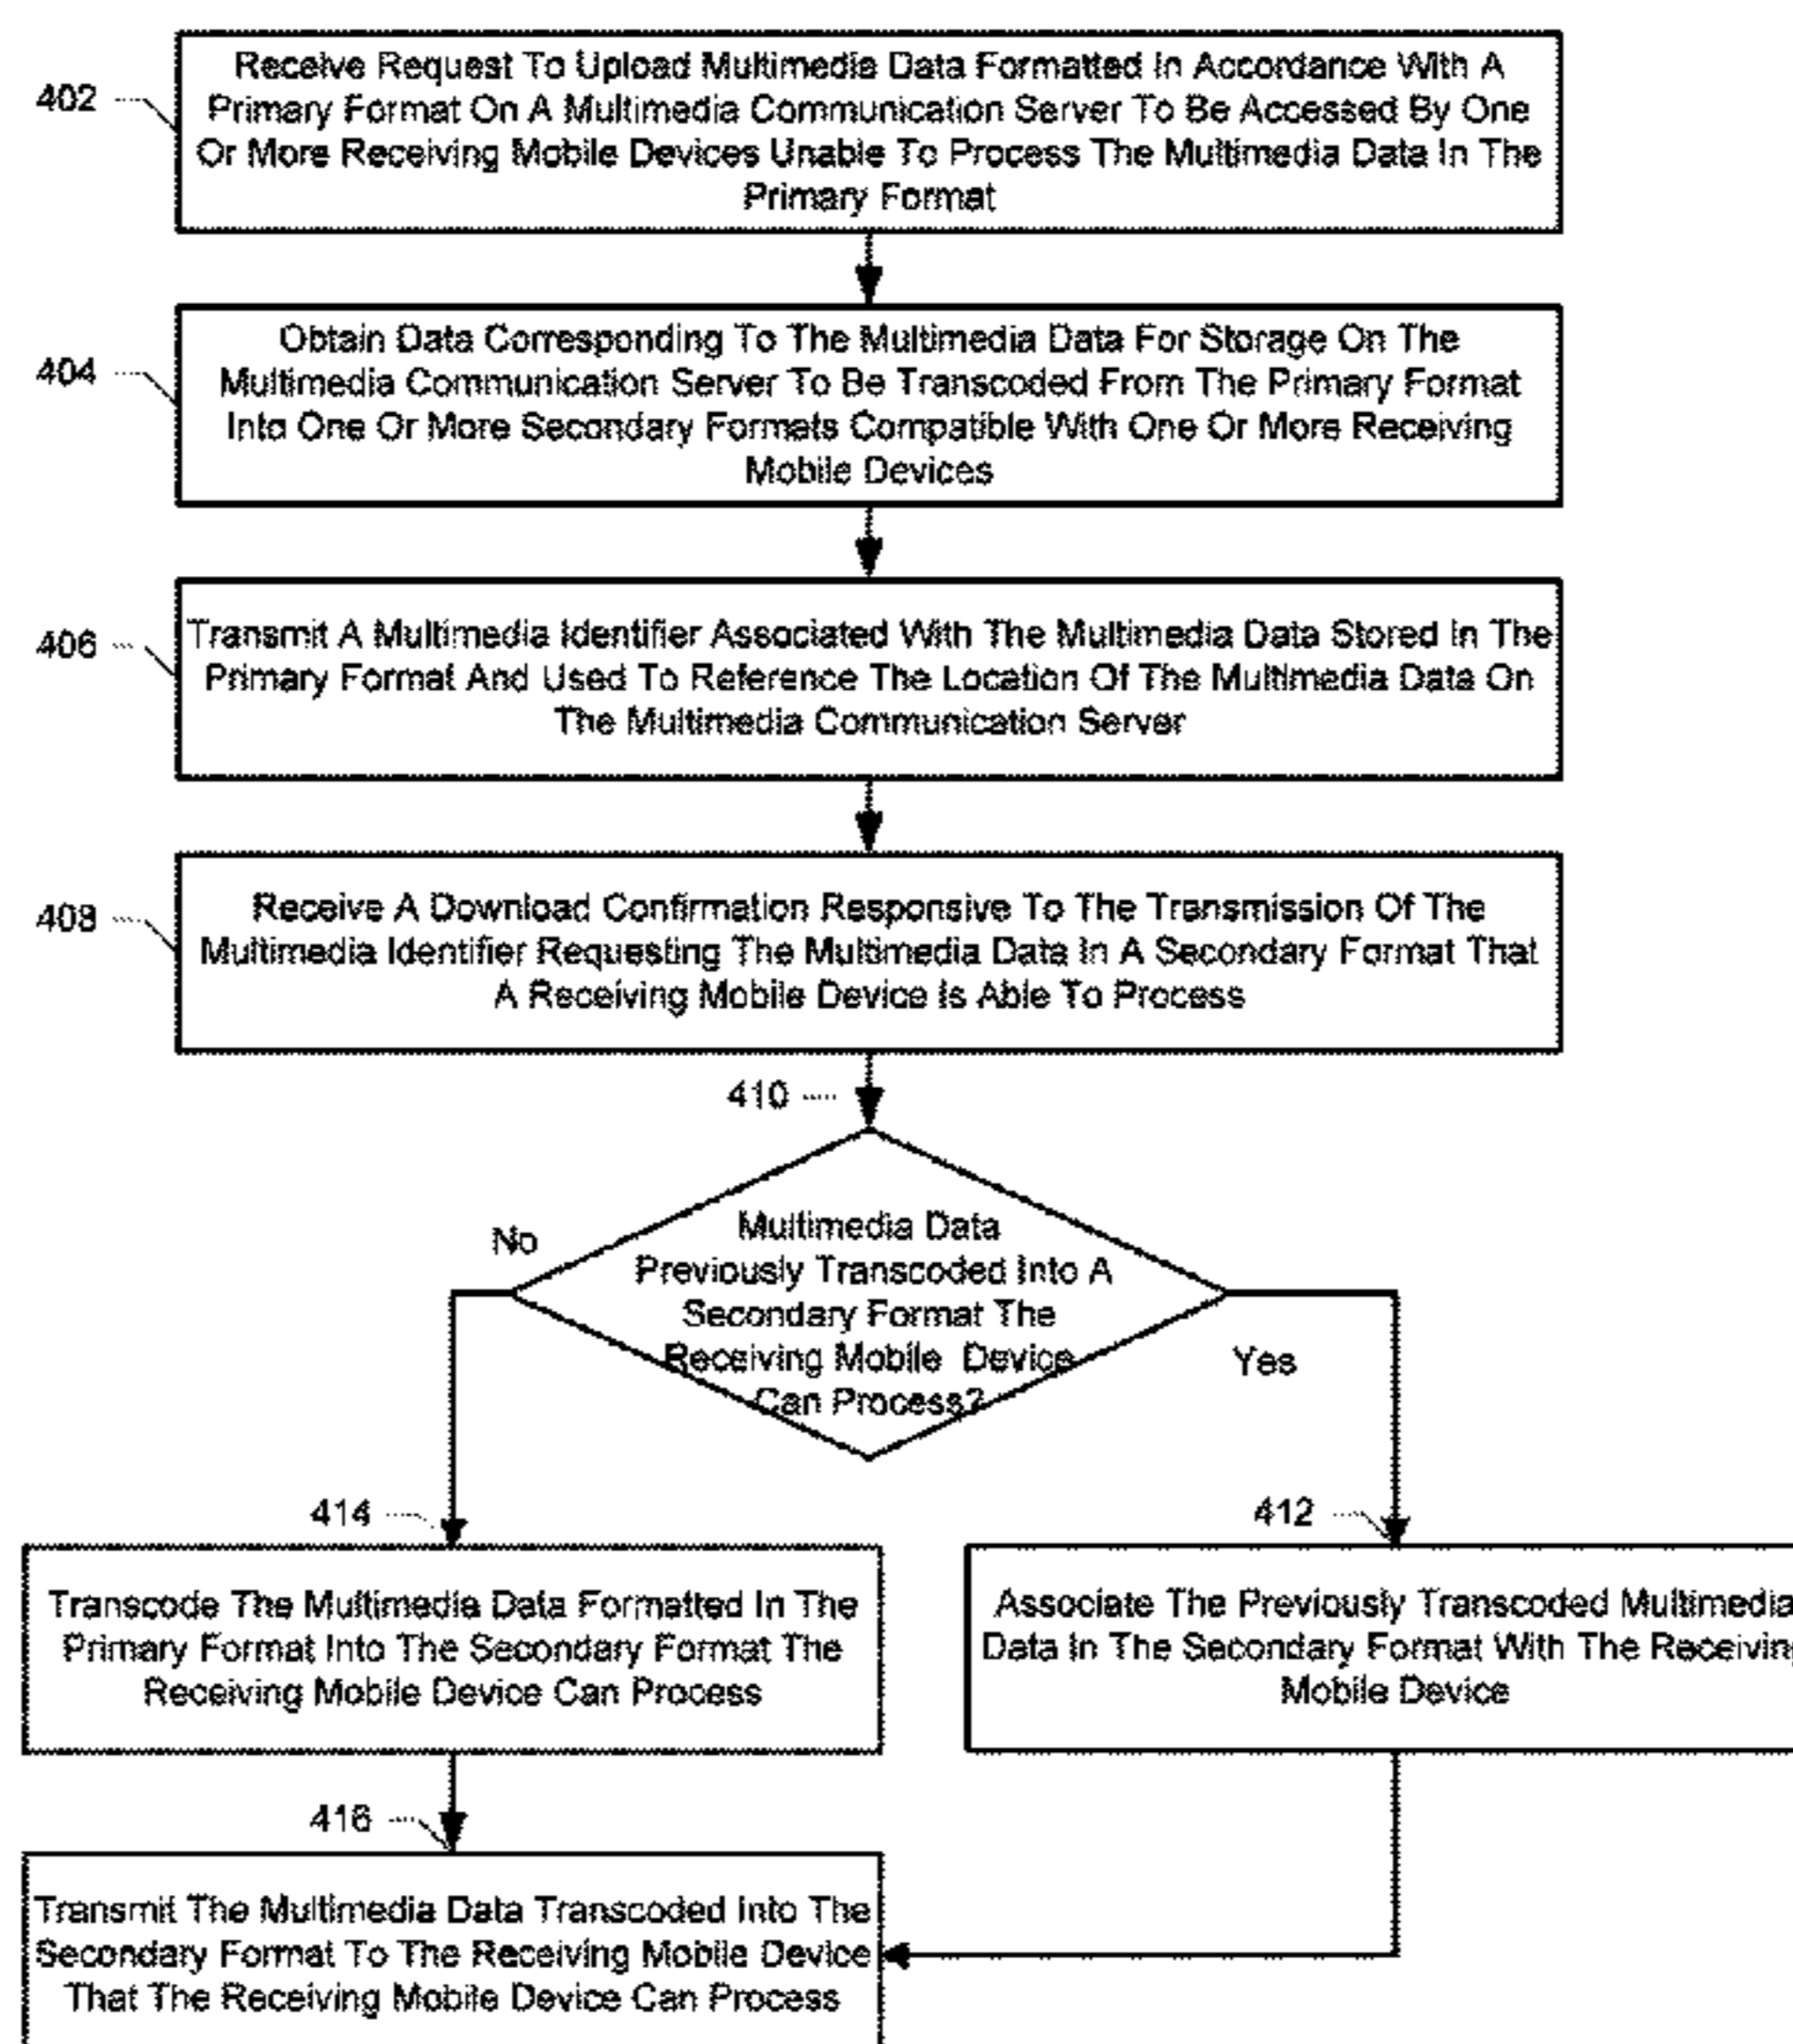 402
Receive Request To Upload Multimedia Data Formatted In Accordance With A
Primary Format On A Multimedia Communication Server To Be Accessed By One
Or More Receiving Mobile Devices Unable To Process The Multimedia Data In The
Primary Format
404
Obtain Data Corresponding To The Multimedia Data For Storage On The
Multimedia Communication Server To Be Transcoded From The Primary Format
Into One Or More Secondary Formats Compatible With One Or More Receiving
Mobile Devices
406
Transmit A Multimedia Identifier Associated With The Multimedia Data Stored In The
Primary Format And Used To Reference The Location Of The Multimedia Data On
The Multimedia Communication Server
408
Receive A Download Confirmation Responsive To The Transmission Of The
Multimedia Identifier Requesting The Multimedia Data In A Secondary Format That
A Receiving Mobile Device Is Able To Process
410
No
Multimedia Data
Previously Transcoded Into A
Secondary Format The
Receiving Mobile Device
Can Process?
Yes
414
Transcode The Multimedia Data Formatted In The
Primary Format Into The Secondary Format The
Receiving Mobile Device Can Process
412
Associate The Previously Transcoded Multimedia
Data In The Secondary Format With The Receiving
Mobile Device
416
Transmit The Multimedia Data Transcoded Into The
Secondary Format To The Receiving Mobile Device
That The Receiving Mobile Device Can Process